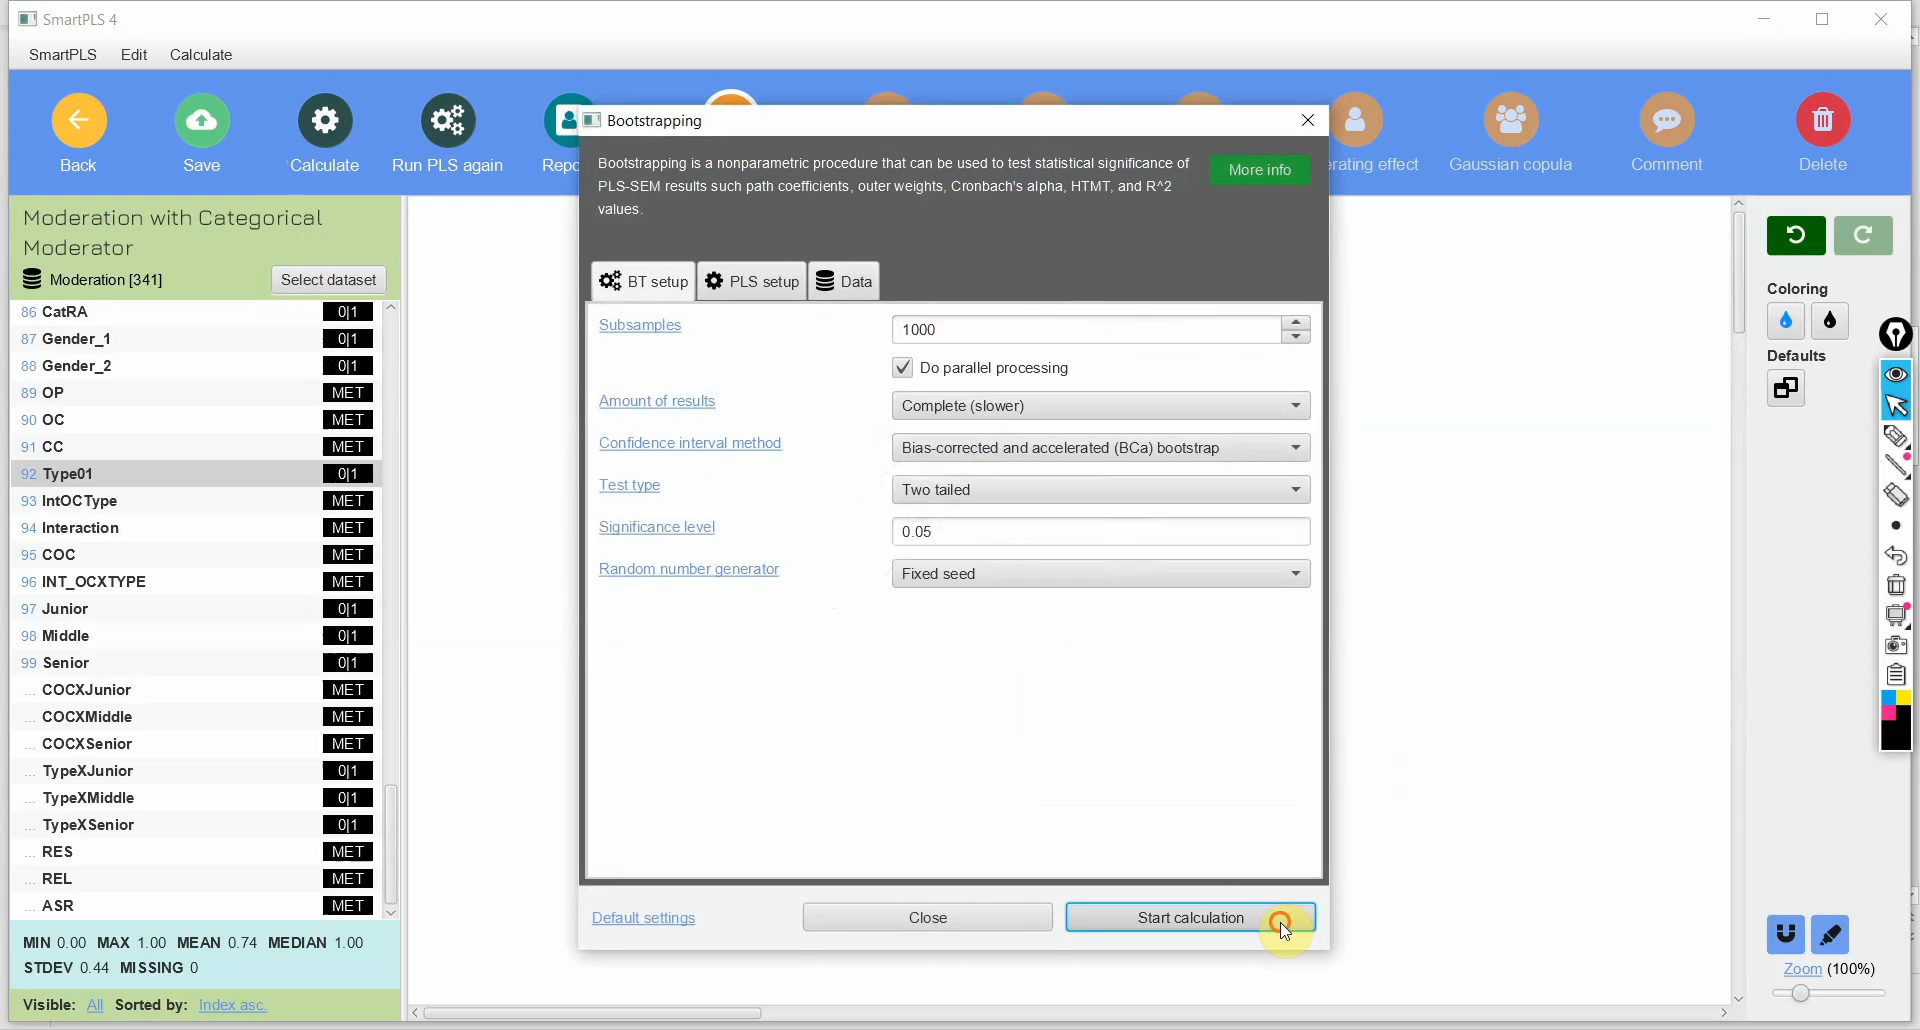 SmartPLS 4
SmartPLS Edit Calculate
Back
Save
Calculate
Run PLS again
Repo
erating effect
Gaussian copula
Comment
Delete
Moderation with Categorical
Moderator
Moderation [341]
Select dataset
86 CatRA 0|1
87 Gender_1 0|1
88 Gender_2 0|1
89 OP MET
90 OC MET
91 CC MET
92 Type01 0|1
93 IntOCType MET
94 Interaction MET
95 COC MET
96 INT_OCXTYPE MET
97 Junior 0|1
98 Middle 0|1
99 Senior 0|1
... COCXJunior MET
... COCXMiddle MET
... COCXSenior MET
... TypeXJunior 0|1
... TypeXMiddle 0|1
... TypeXSenior 0|1
... RES MET
... REL MET
... ASR MET
MIN 0.00 MAX 1.00 MEAN 0.74 MEDIAN 1.00
STDEV 0.44 MISSING 0
Visible: All Sorted by: Index asc.
Bootstrapping
Bootstrapping is a nonparametric procedure that can be used to test statistical significance of
PLS-SEM results such path coefficients, outer weights, Cronbach's alpha, HTMT, and R^2
values.
More info
BT setup
PLS setup
Data
Subsamples 1000
Do parallel processing
Amount of results Complete (slower)
Confidence interval method Bias-corrected and accelerated (BCa) bootstrap
Test type Two tailed
Significance level 0.05
Random number generator Fixed seed
Default settings
Close
Start calculation
Coloring
Defaults
Zoom (100%)